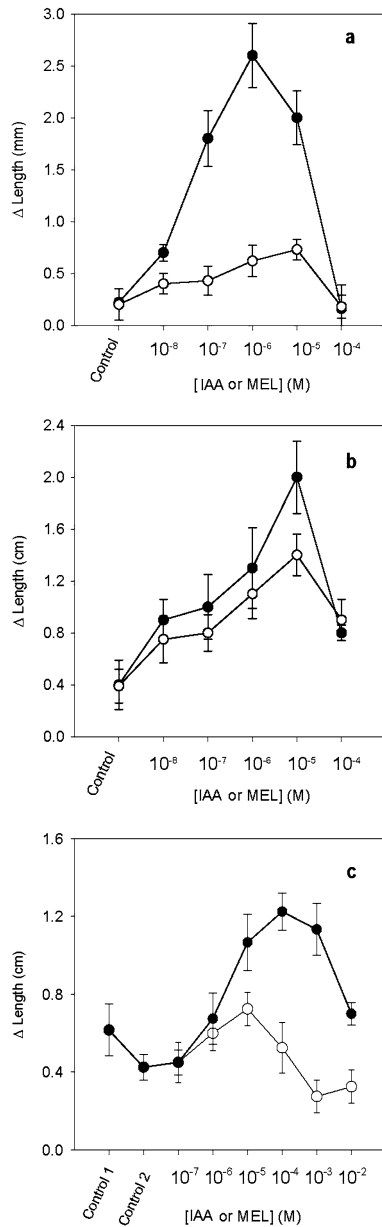 a
3.0
2.5
2.0
1.5
1.0
0.5
0.0
Δ Length (mm)
Control 10⁻⁸ 10⁻⁷ 10⁻⁶ 10⁻⁵ 10⁻⁴
[IAA or MEL] (M)
b
2.4
2.0
1.6
1.2
0.8
0.4
0.0
Δ Length (cm)
Control 10⁻⁸ 10⁻⁷ 10⁻⁶ 10⁻⁵ 10⁻⁴
[IAA or MEL] (M)
c
1.6
1.2
0.8
0.4
0.0
Δ Length (cm)
Control 1 Control 2 10⁻⁷ 10⁻⁶ 10⁻⁵ 10⁻⁴ 10⁻³ 10⁻²
[IAA or MEL] (M)